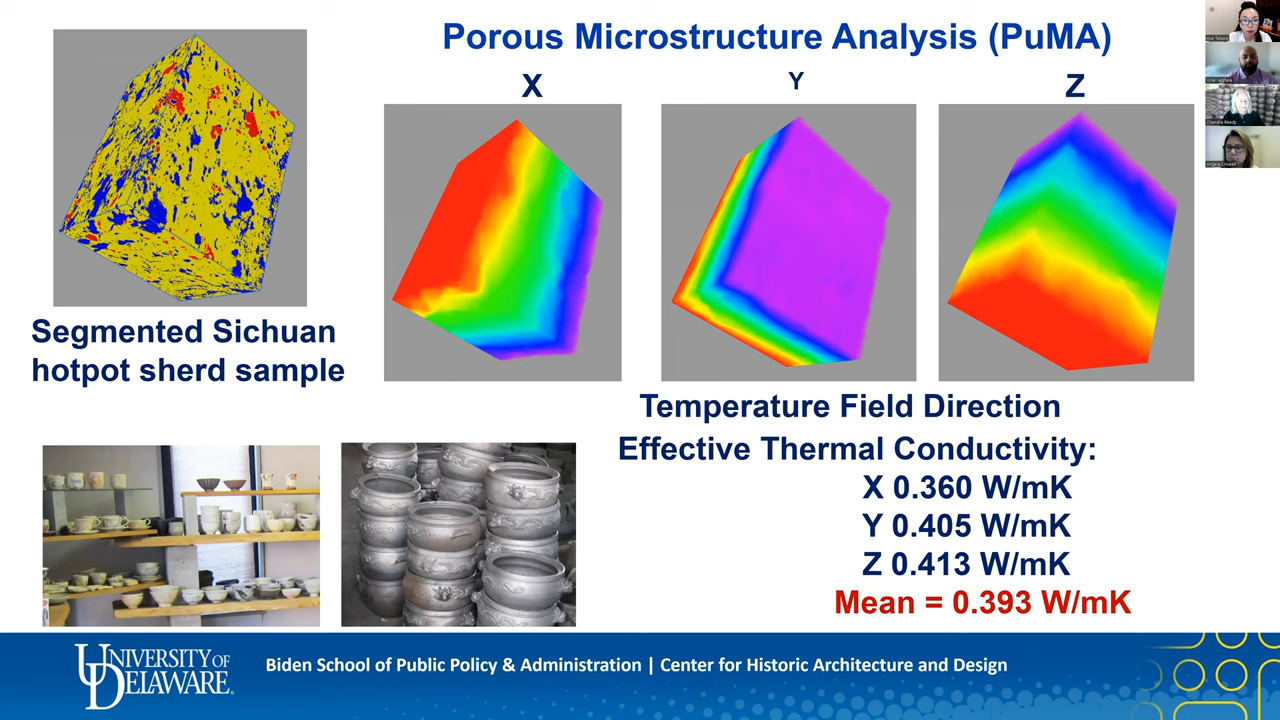 Porous Microstructure Analysis (PuMA)
X
Y
Z
Segmented Sichuan
hotpot sherd sample
Temperature Field Direction
Effective Thermal Conductivity:
X 0.360 W/mK
Y 0.405 W/mK
Z 0.413 W/mK
Mean = 0.393 W/mK
UNIVERSITY OF
DELAWARE.
Biden School of Public Policy & Administration | Center for Historic Architecture and Design
Chandra Reedy